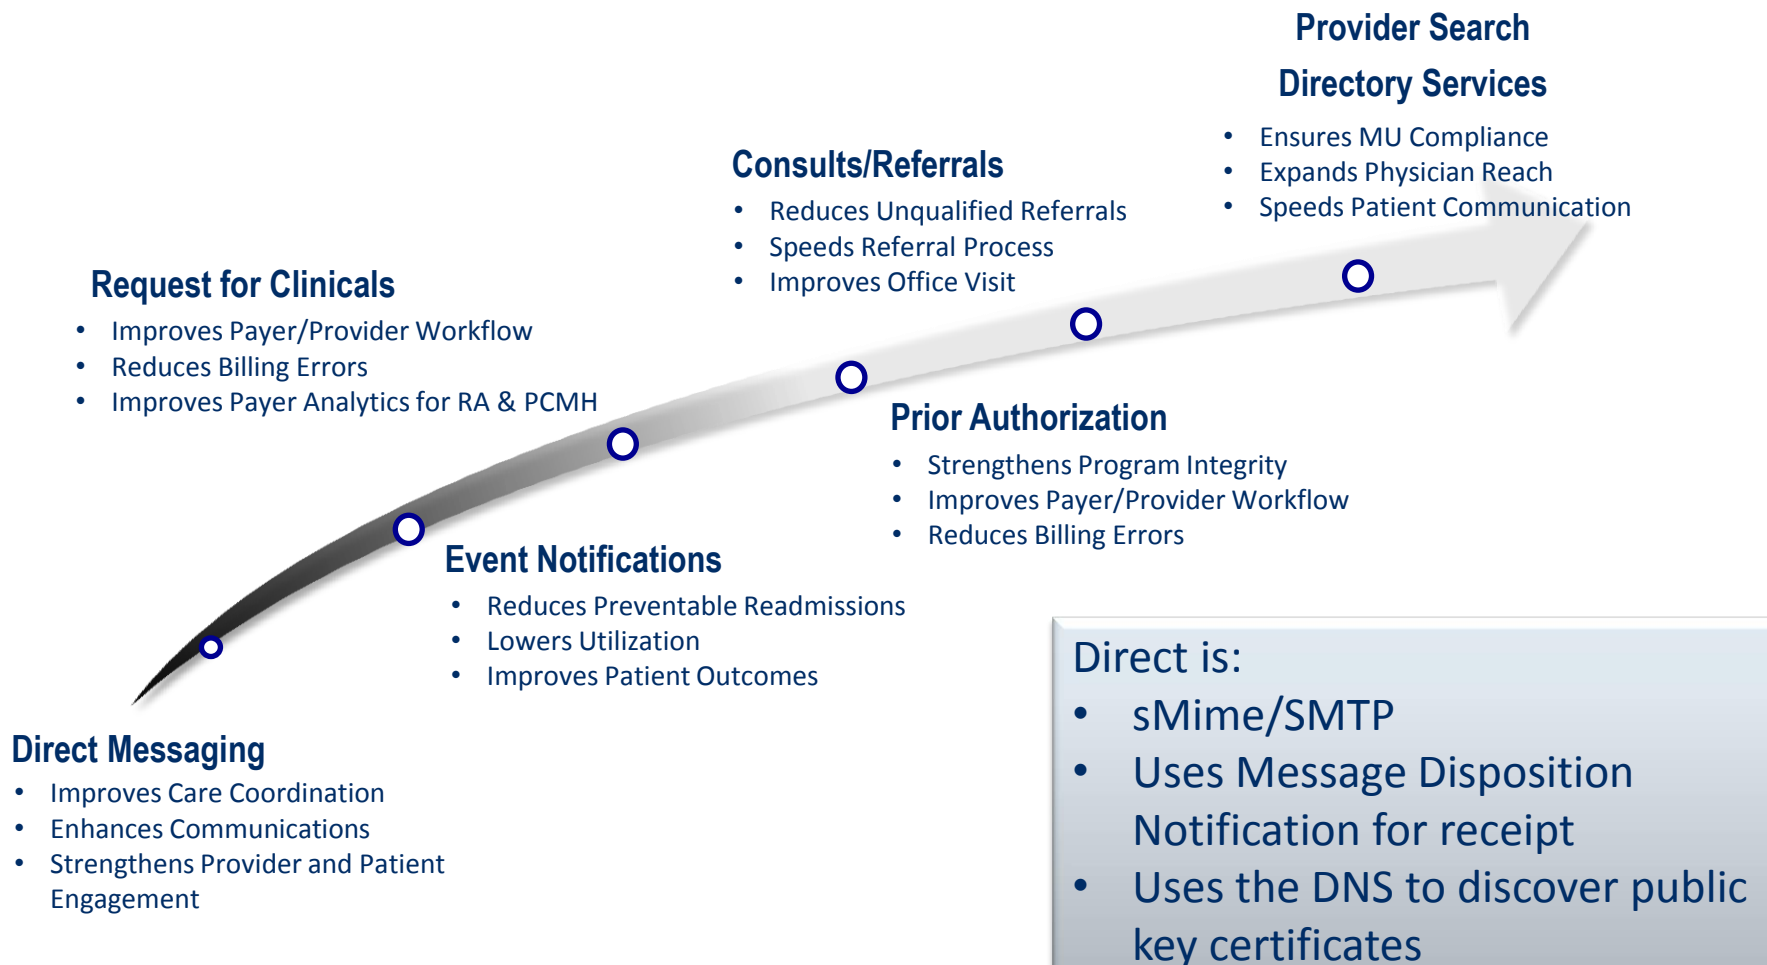 Provider Search
Directory Services
• Ensures MU Compliance
• Expands Physician Reach
• Speeds Patient Communication
Consults/Referrals
• Reduces Unqualified Referrals
• Speeds Referral Process
• Improves Office Visit
Request for Clinicals
• Improves Payer/Provider Workflow
• Reduces Billing Errors
• Improves Payer Analytics for RA & PCMH
Prior Authorization
• Strengthens Program Integrity
• Improves Payer/Provider Workflow
• Reduces Billing Errors
Event Notifications
• Reduces Preventable Readmissions
• Lowers Utilization
• Improves Patient Outcomes
Direct Messaging
• Improves Care Coordination
• Enhances Communications
• Strengthens Provider and Patient
Engagement
Direct is:
• sMime/SMTP
• Uses Message Disposition
Notification for receipt
• Uses the DNS to discover public
key certificates